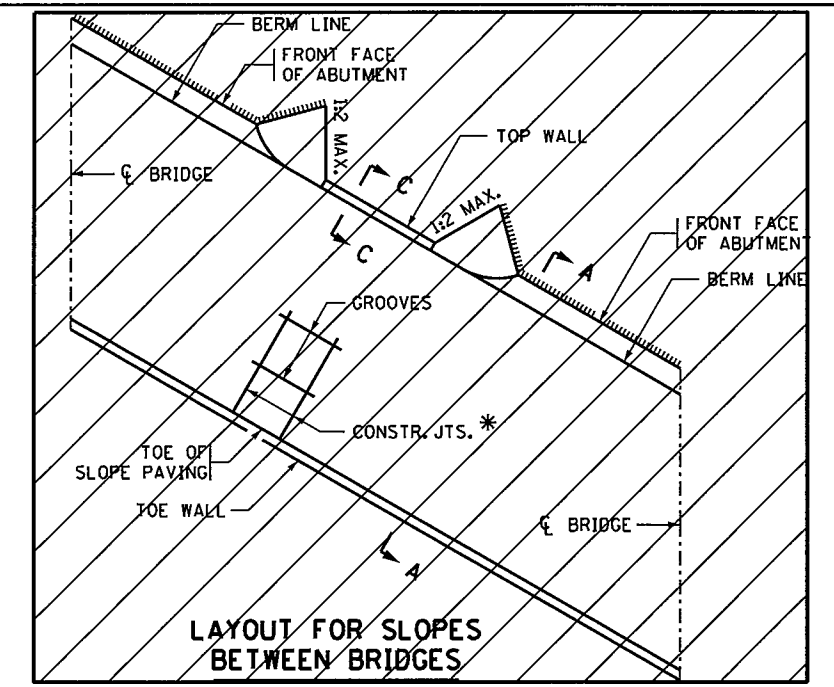 BERM LINE
FRONT FACE
OF ABUTMENT
1:2 MAX.
TOP WALL
C
℄ BRIDGE
1:2 MAX.
C
FRONT FACE
OF ABUTMENT
A
BERM LINE
GROOVES
CONSTR. JTS. *
TOE OF
SLOPE PAVING
TOE WALL
℄ BRIDGE
A
LAYOUT FOR SLOPES
BETWEEN BRIDGES